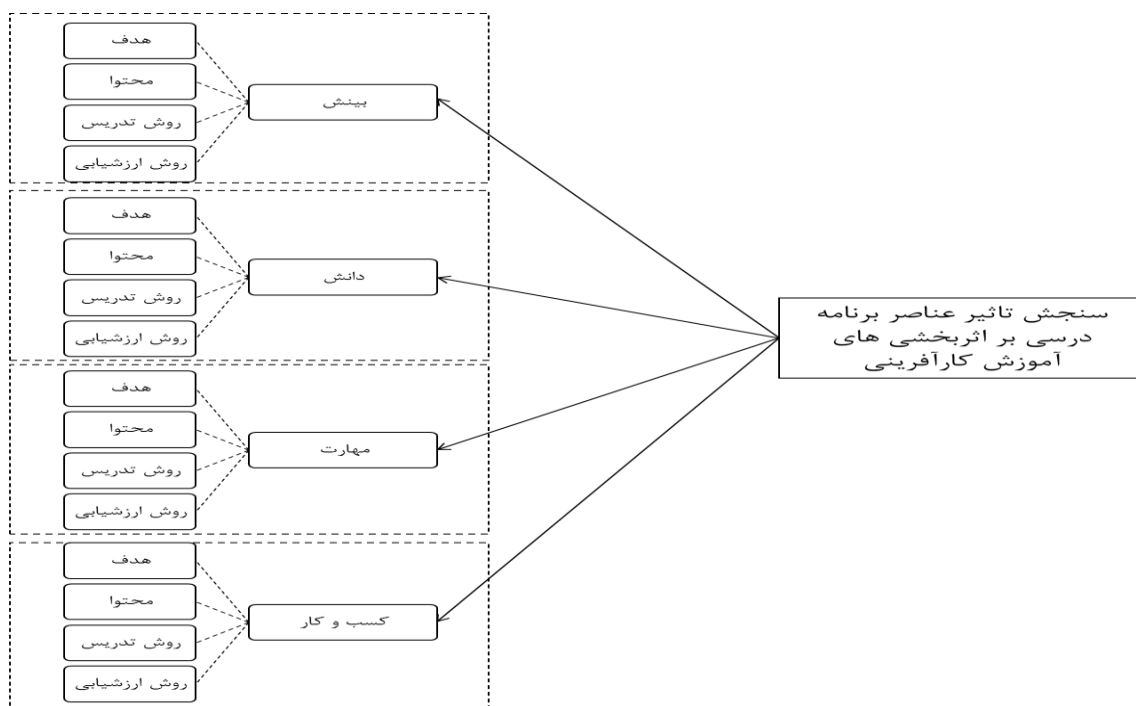 سنجش تاثیر عناصر برنامه
درسی بر اثربخشی های
آموزش کارآفرینی
بینش
هدف
محتوا
روش تدریس
روش ارزشیابی
دانش
هدف
محتوا
روش تدریس
روش ارزشیابی
مهارت
هدف
محتوا
روش تدریس
روش ارزشیابی
کسب و کار
هدف
محتوا
روش تدریس
روش ارزشیابی